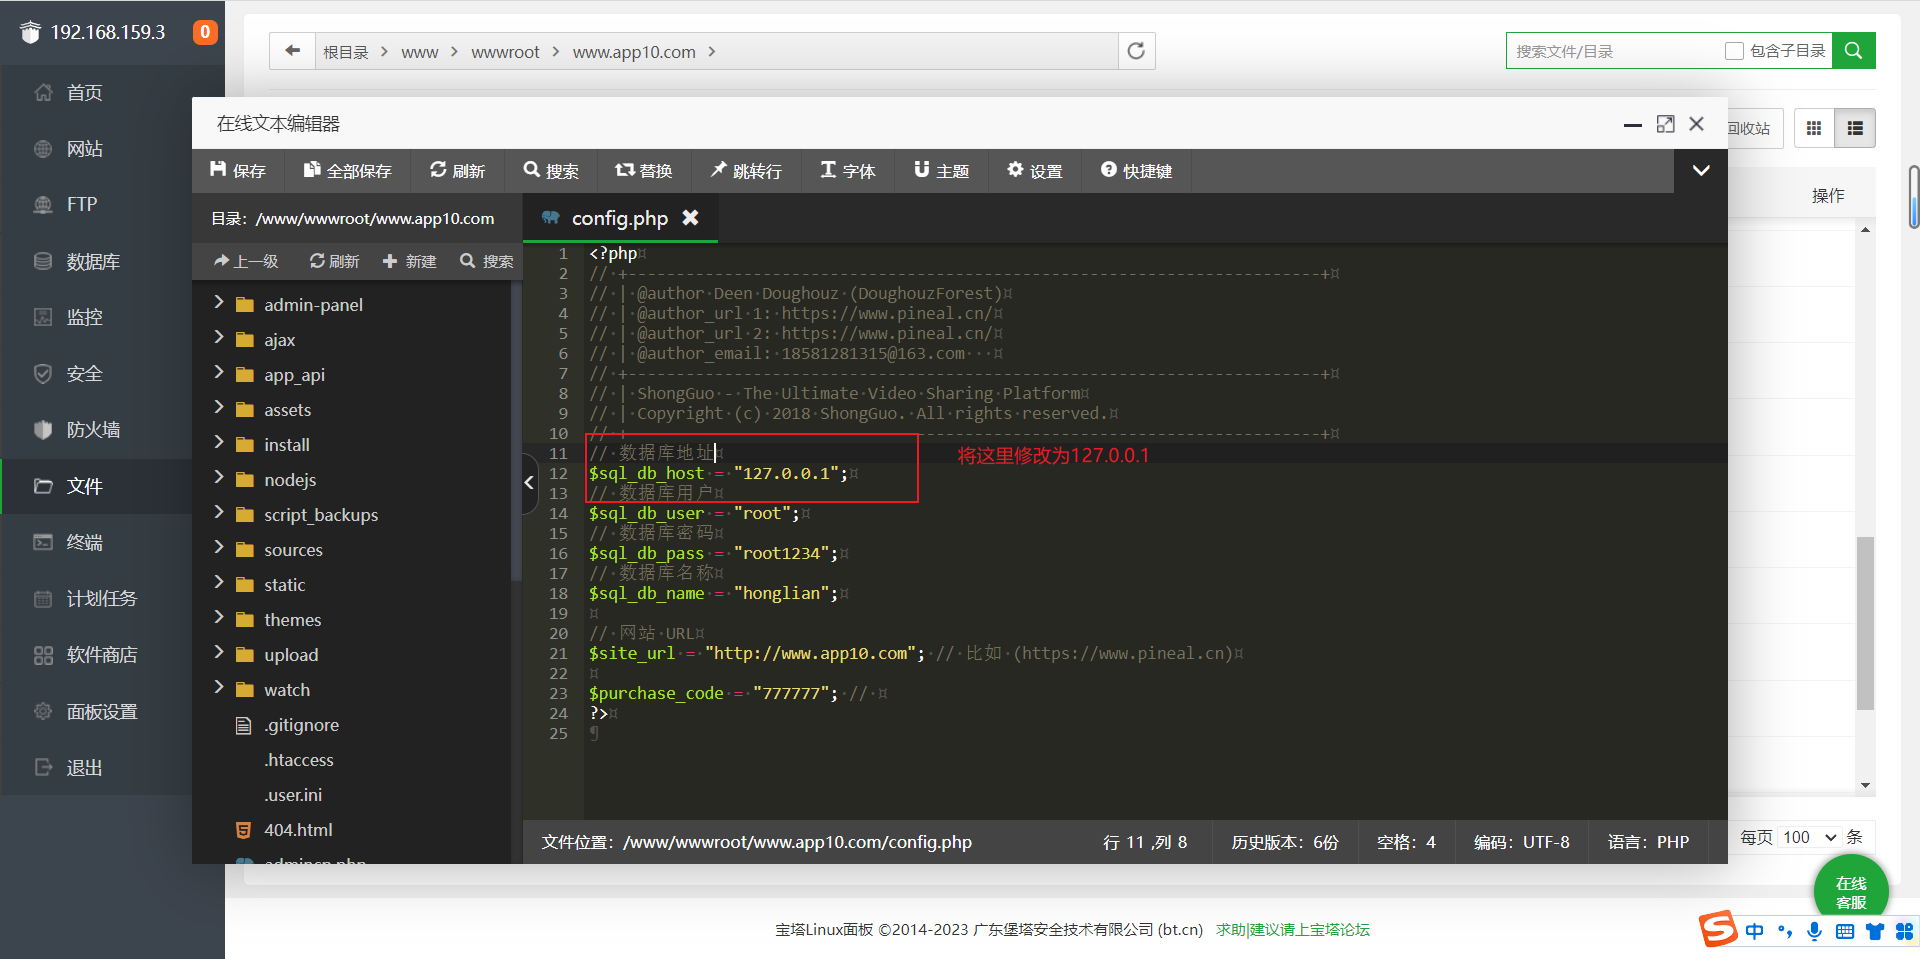 192.168.159.3
0
首页
网站
FTP
数据库
监控
安全
防火墙
文件
终端
计划任务
软件商店
面板设置
退出
根目录 > www > wwwroot > www.app10.com >
搜索文件/目录
包含子目录
回收站
操作
在线文本编辑器
保存
全部保存
刷新
搜索
替换
跳转行
字体
主题
设置
快捷键
目录：/www/wwwroot/www.app10.com
上一级
刷新
新建
搜索
admin-panel
ajax
app_api
assets
install
nodejs
script_backups
sources
static
themes
upload
watch
.gitignore
.htaccess
.user.ini
404.html
admincp.php
config.php
1 <?php
2 // +------------------------------------------------------------------------+
3 // | @author Deen Doughouz (DoughouzForest)
4 // | @author_url 1: https://www.pineal.cn/
5 // | @author_url 2: https://www.pineal.cn/
6 // | @author_email: 18581281315@163.com
7 // +------------------------------------------------------------------------+
8 // | ShongGuo - The Ultimate Video Sharing Platform
9 // | Copyright (c) 2018 ShongGuo. All rights reserved.
10 // +------------------------------------------------------------------------+
11 // 数据库地址
将这里修改为127.0.0.1
12 $sql_db_host = "127.0.0.1";
13 // 数据库用户
14 $sql_db_user = "root";
15 // 数据库密码
16 $sql_db_pass = "root1234";
17 // 数据库名称
18 $sql_db_name = "honglian";
19
20 // 网站 URL
21 $site_url = "http://www.app10.com"; // 比如 (https://www.pineal.cn)
22
23 $purchase_code = "777777"; //
24 ?>
25
文件位置：/www/wwwroot/www.app10.com/config.php
行 11 ,列 8
历史版本：6份
空格：4
编码：UTF-8
语言：PHP
每页 100 条
在线
客服
宝塔Linux面板 ©2014-2023 广东堡塔安全技术有限公司 (bt.cn) 求助|建议请上宝塔论坛
中